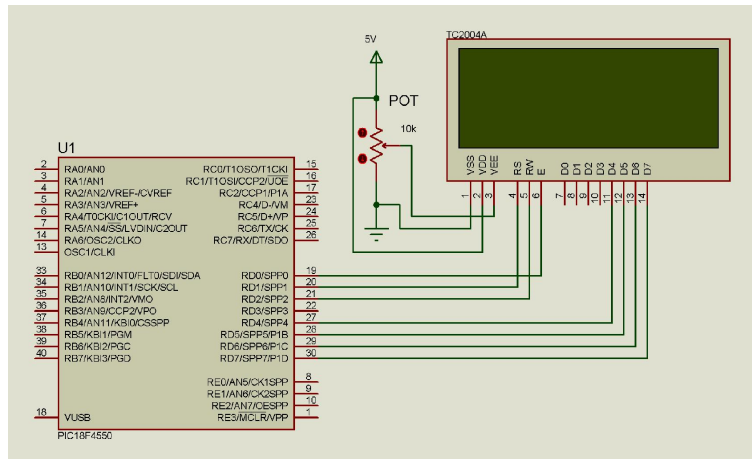 5V
TC2004A
POT
10k
VSS
VDD
VEE
RS
RW
E
D0
D1
D2
D3
D4
D5
D6
D7
1
2
3
4
5
6
7
8
9
10
11
12
13
14
U1
2 RA0/AN0
3 RA1/AN1
4 RA2/AN2/VREF-/CVREF
5 RA3/AN3/VREF+
6 RA4/T0CKI/C1OUT/RCV
7 RA5/AN4/SS/LVDIN/C2OUT
14 RA6/OSC2/CLKO
13 OSC1/CLKI
33 RB0/AN12/INT0/FLT0/SDI/SDA
34 RB1/AN10/INT1/SCK/SCL
35 RB2/AN8/INT2/VMO
36 RB3/AN9/CCP2/VPO
37 RB4/AN11/KBI0/CSSPP
38 RB5/KBI1/PGM
39 RB6/KBI2/PGC
40 RB7/KBI3/PGD
18 VUSB
RC0/T1OSO/T1CKI 15
RC1/T1OSI/CCP2/UOE 16
RC2/CCP1/P1A 17
RC4/D-/VM 23
RC5/D+/VP 24
RC6/TX/CK 25
RC7/RX/DT/SDO 26
RD0/SPP0 19
RD1/SPP1 20
RD2/SPP2 21
RD3/SPP3 22
RD4/SPP4 27
RD5/SPP5/P1B 28
RD6/SPP6/P1C 29
RD7/SPP7/P1D 30
RE0/AN5/CK1SPP 8
RE1/AN6/CK2SPP 9
RE2/AN7/OESPP 10
RE3/MCLR/VPP 1
PIC18F4550